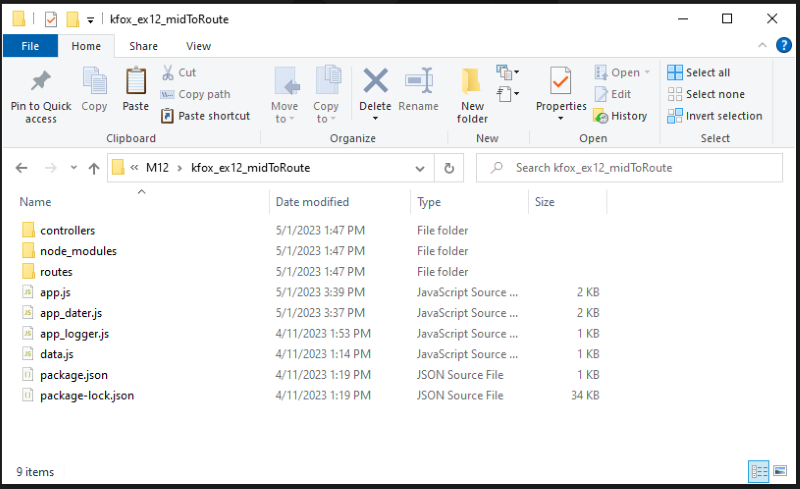 kfox_ex12_midToRoute
File Home Share View
Pin to Quick access
Copy
Paste
Cut
Copy path
Paste shortcut
Clipboard
Move to
Copy to
Delete
Rename
Organize
New folder
New
Properties
Open
Edit
History
Open
Select all
Select none
Invert selection
Select
« M12 › kfox_ex12_midToRoute
Search kfox_ex12_midToRoute
Name Date modified Type Size
controllers 5/1/2023 1:47 PM File folder
node_modules 5/1/2023 1:47 PM File folder
routes 5/1/2023 1:47 PM File folder
app.js 5/1/2023 3:39 PM JavaScript Source ... 2 KB
app_dater.js 5/1/2023 3:37 PM JavaScript Source ... 2 KB
app_logger.js 4/11/2023 1:53 PM JavaScript Source ... 1 KB
data.js 4/11/2023 1:14 PM JavaScript Source ... 1 KB
package.json 4/11/2023 1:19 PM JSON Source File 1 KB
package-lock.json 4/11/2023 1:19 PM JSON Source File 34 KB
9 items